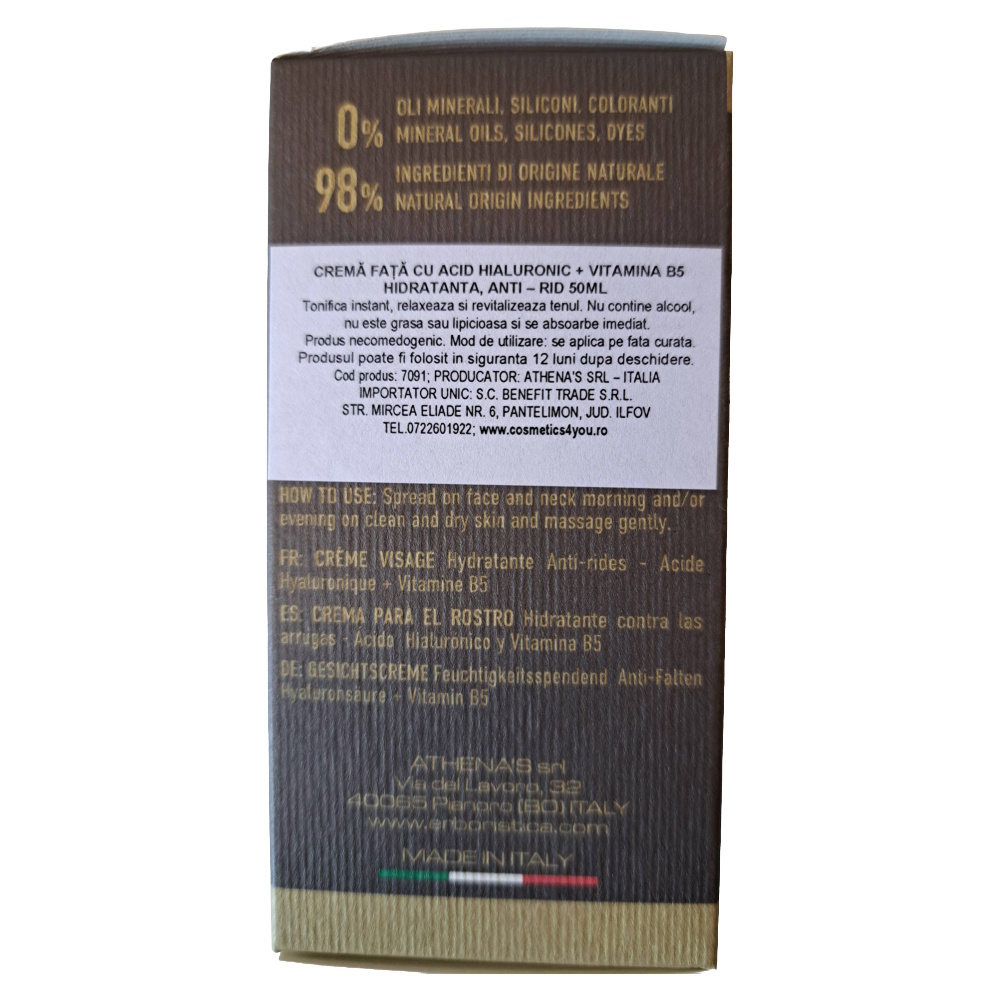 0% OLI MINERALI, SILICONI, COLORANTI
MINERAL OILS, SILICONES, DYES
98% INGREDIENTI DI ORIGINE NATURALE
NATURAL ORIGIN INGREDIENTS
CREMĂ FAȚĂ CU ACID HIALURONIC + VITAMINA B5
HIDRATANTA, ANTI – RID 50ML
Tonifica instant, relaxeaza si revitalizeaza tenul. Nu contine alcool,
nu este grasa sau lipicioasa si se absoarbe imediat.
Produs necomedogenic. Mod de utilizare: se aplica pe fata curata.
Produsul poate fi folosit in siguranta 12 luni dupa deschidere.
Cod produs: 7091; PRODUCATOR: ATHENA'S SRL – ITALIA
IMPORTATOR UNIC: S.C. BENEFIT TRADE S.R.L.
STR. MIRCEA ELIADE NR. 6, PANTELIMON, JUD. ILFOV
TEL.0722601922; www.cosmetics4you.ro
HOW TO USE: Spread on face and neck morning and/or
evening on clean and dry skin and massage gently.
FR: CRÈME VISAGE Hydratante Anti-rides - Acide
Hyaluronique + Vitamine B5
ES: CREMA PARA EL ROSTRO Hidratante contra las
arrugas - Ácido Hialuronico y Vitamina B5
DE: GESICHTSCREME Feuchtigkeitsspendend Anti-Falten
Hyaluronsäure + Vitamin B5
ATHENA'S srl
Via del Lavoro, 32
40065 Pianoro (BO) ITALY
www.erboristica.com
MADE IN ITALY